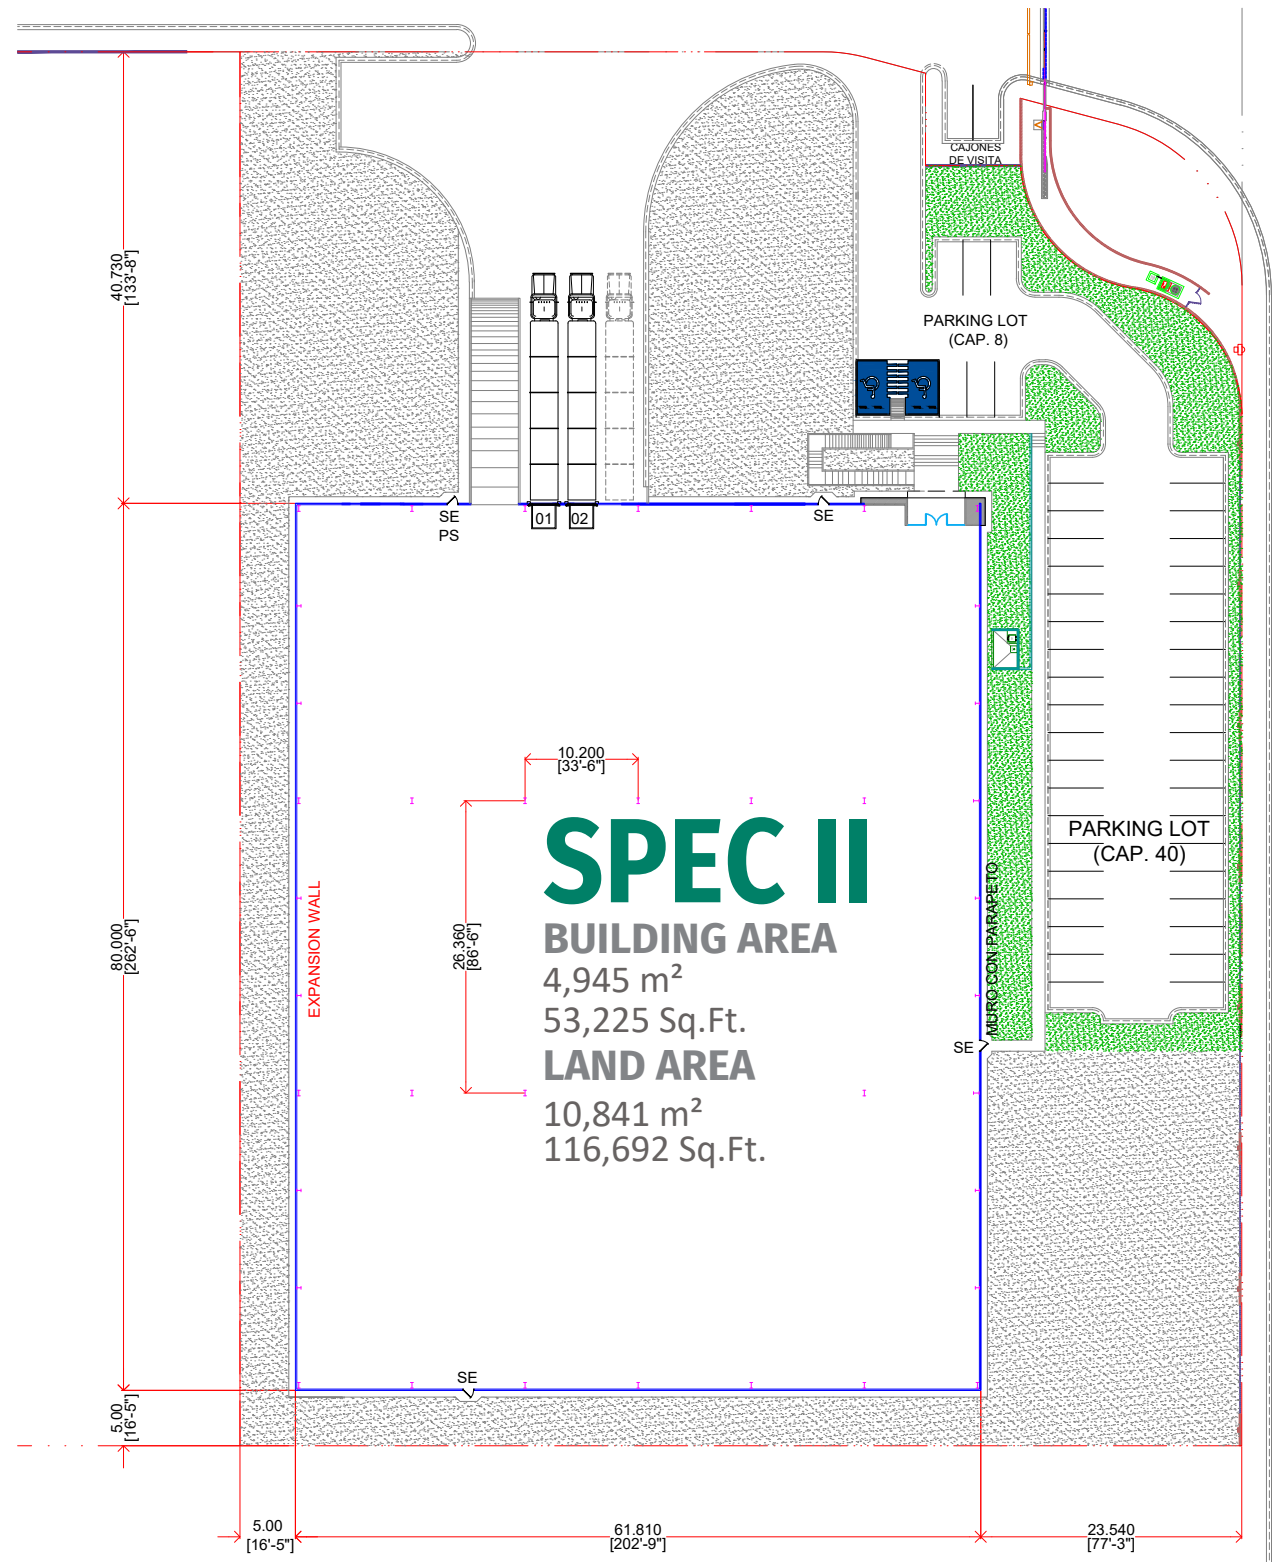 CAJONES
DE VISITA
40.730
[133'-8"]
PARKING LOT
(CAP. 8)
SE
PS
01
02
SE
10.200
[33'-6"]
SPEC II
PARKING LOT
(CAP. 40)
EXPANSION WALL
80.000
[262'-6"]
26.360
[86'-6"]
BUILDING AREA
4,945 m²
53,225 Sq.Ft.
MURO CON PARAPETO
LAND AREA
SE
10,841 m²
116,692 Sq.Ft.
SE
5.00
[16'-5"]
5.00
[16'-5"]
61.810
[202'-9"]
23.540
[77'-3"]